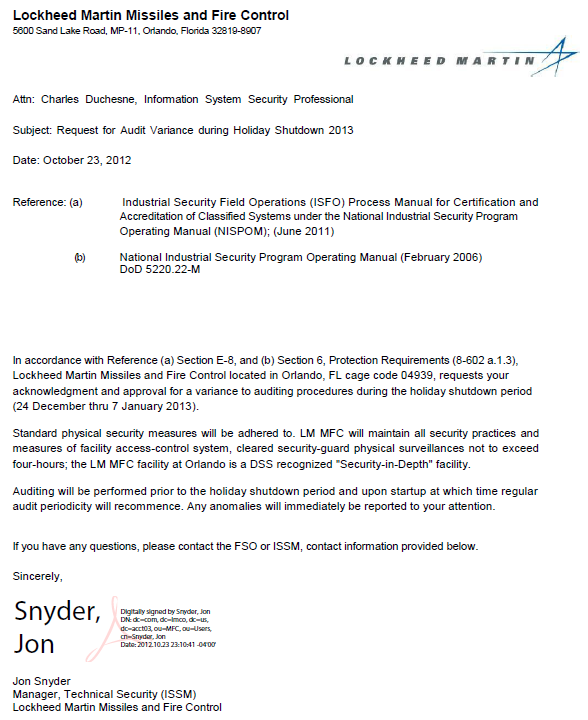 Lockheed Martin Missiles and Fire Control
5600 Sand Lake Road, MP-11, Orlando, Florida 32819-8907
LOCKHEED MARTIN
Attn: Charles Duchesne, Information System Security Professional
Subject: Request for Audit Variance during Holiday Shutdown 2013
Date: October 23, 2012
Reference: (a) Industrial Security Field Operations (ISFO) Process Manual for Certification and
Accreditation of Classified Systems under the National Industrial Security Program
Operating Manual (NISPOM); (June 2011)
(b) National Industrial Security Program Operating Manual (February 2006)
DoD 5220.22-M
In accordance with Reference (a) Section E-8, and (b) Section 6, Protection Requirements (8-602 a.1.3),
Lockheed Martin Missiles and Fire Control located in Orlando, FL cage code 04939, requests your
acknowledgment and approval for a variance to auditing procedures during the holiday shutdown period
(24 December thru 7 January 2013).
Standard physical security measures will be adhered to. LM MFC will maintain all security practices and
measures of facility access-control system, cleared security-guard physical surveillances not to exceed
four-hours; the LM MFC facility at Orlando is a DSS recognized "Security-in-Depth" facility.
Auditing will be performed prior to the holiday shutdown period and upon startup at which time regular
audit periodicity will recommence. Any anomalies will immediately be reported to your attention.
If you have any questions, please contact the FSO or ISSM, contact information provided below.
Sincerely,
Snyder,
Jon
Digitally signed by Snyder, Jon
DN: dc=com, dc=lmco, dc=us,
dc=acct03, ou=MFC, ou=Users,
cn=Snyder, Jon
Date: 2012.10.23 23:10:41 -04'00'
Jon Snyder
Manager, Technical Security (ISSM)
Lockheed Martin Missiles and Fire Control